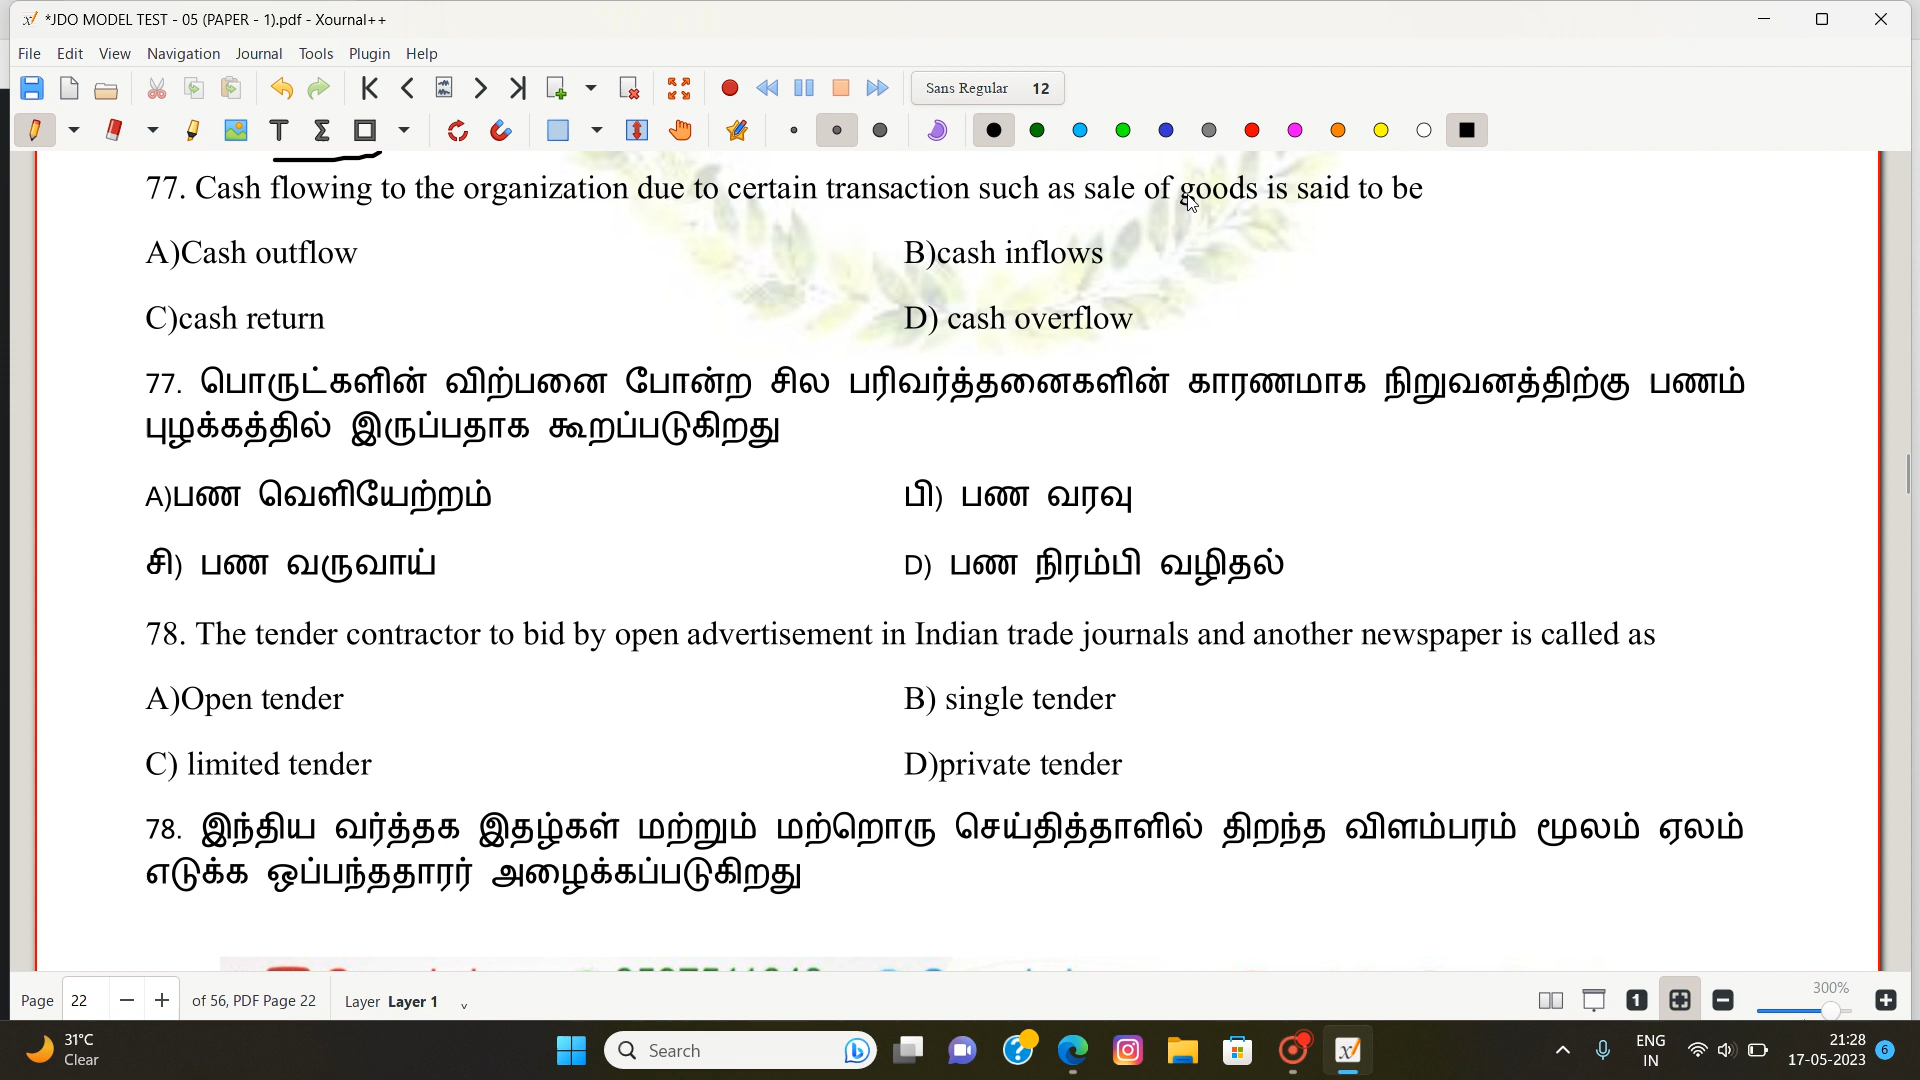 *JDO MODEL TEST - 05 (PAPER - 1).pdf - Xournal++
File Edit View Navigation Journal Tools Plugin Help
Sans Regular 12
77. Cash flowing to the organization due to certain transaction such as sale of goods is said to be
A)Cash outflow B)cash inflows
C)cash return D) cash overflow
77. பொருட்களின் விற்பனை போன்ற சில பரிவர்த்தனைகளின் காரணமாக நிறுவனத்திற்கு பணம்
புழக்கத்தில் இருப்பதாக கூறப்படுகிறது
A)பண வெளியேற்றம் பி) பண வரவு
சி) பண வருவாய் D) பண நிரம்பி வழிதல்
78. The tender contractor to bid by open advertisement in Indian trade journals and another newspaper is called as
A)Open tender B) single tender
C) limited tender D)private tender
78. இந்திய வர்த்தக இதழ்கள் மற்றும் மற்றொரு செய்தித்தாளில் திறந்த விளம்பரம் மூலம் ஏலம்
எடுக்க ஒப்பந்ததாரர் அழைக்கப்படுகிறது
Page 22 of 56, PDF Page 22 Layer Layer 1 300%
31°C
Clear
Search
ENG
IN
21:28
17-05-2023 6